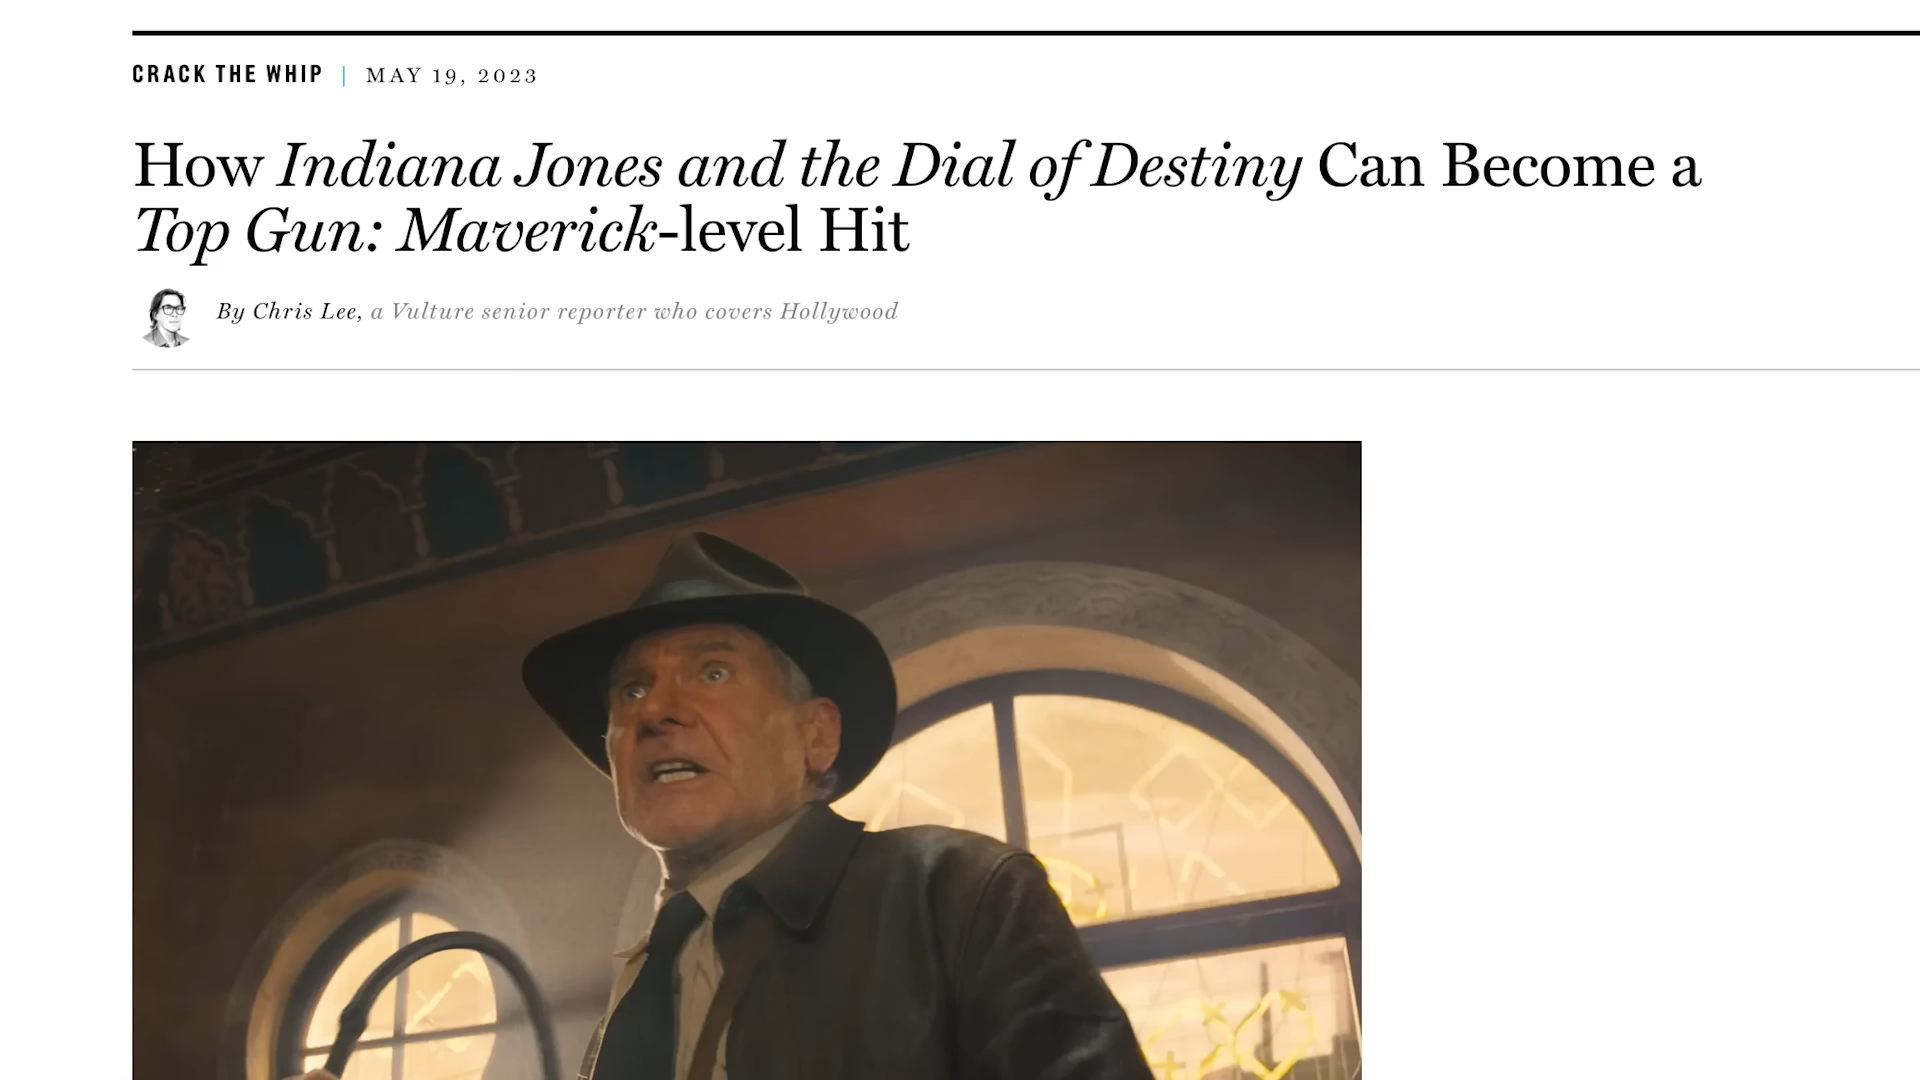 CRACK THE WHIP | MAY 19, 2023
How Indiana Jones and the Dial of Destiny Can Become a
Top Gun: Maverick-level Hit
By Chris Lee, a Vulture senior reporter who covers Hollywood